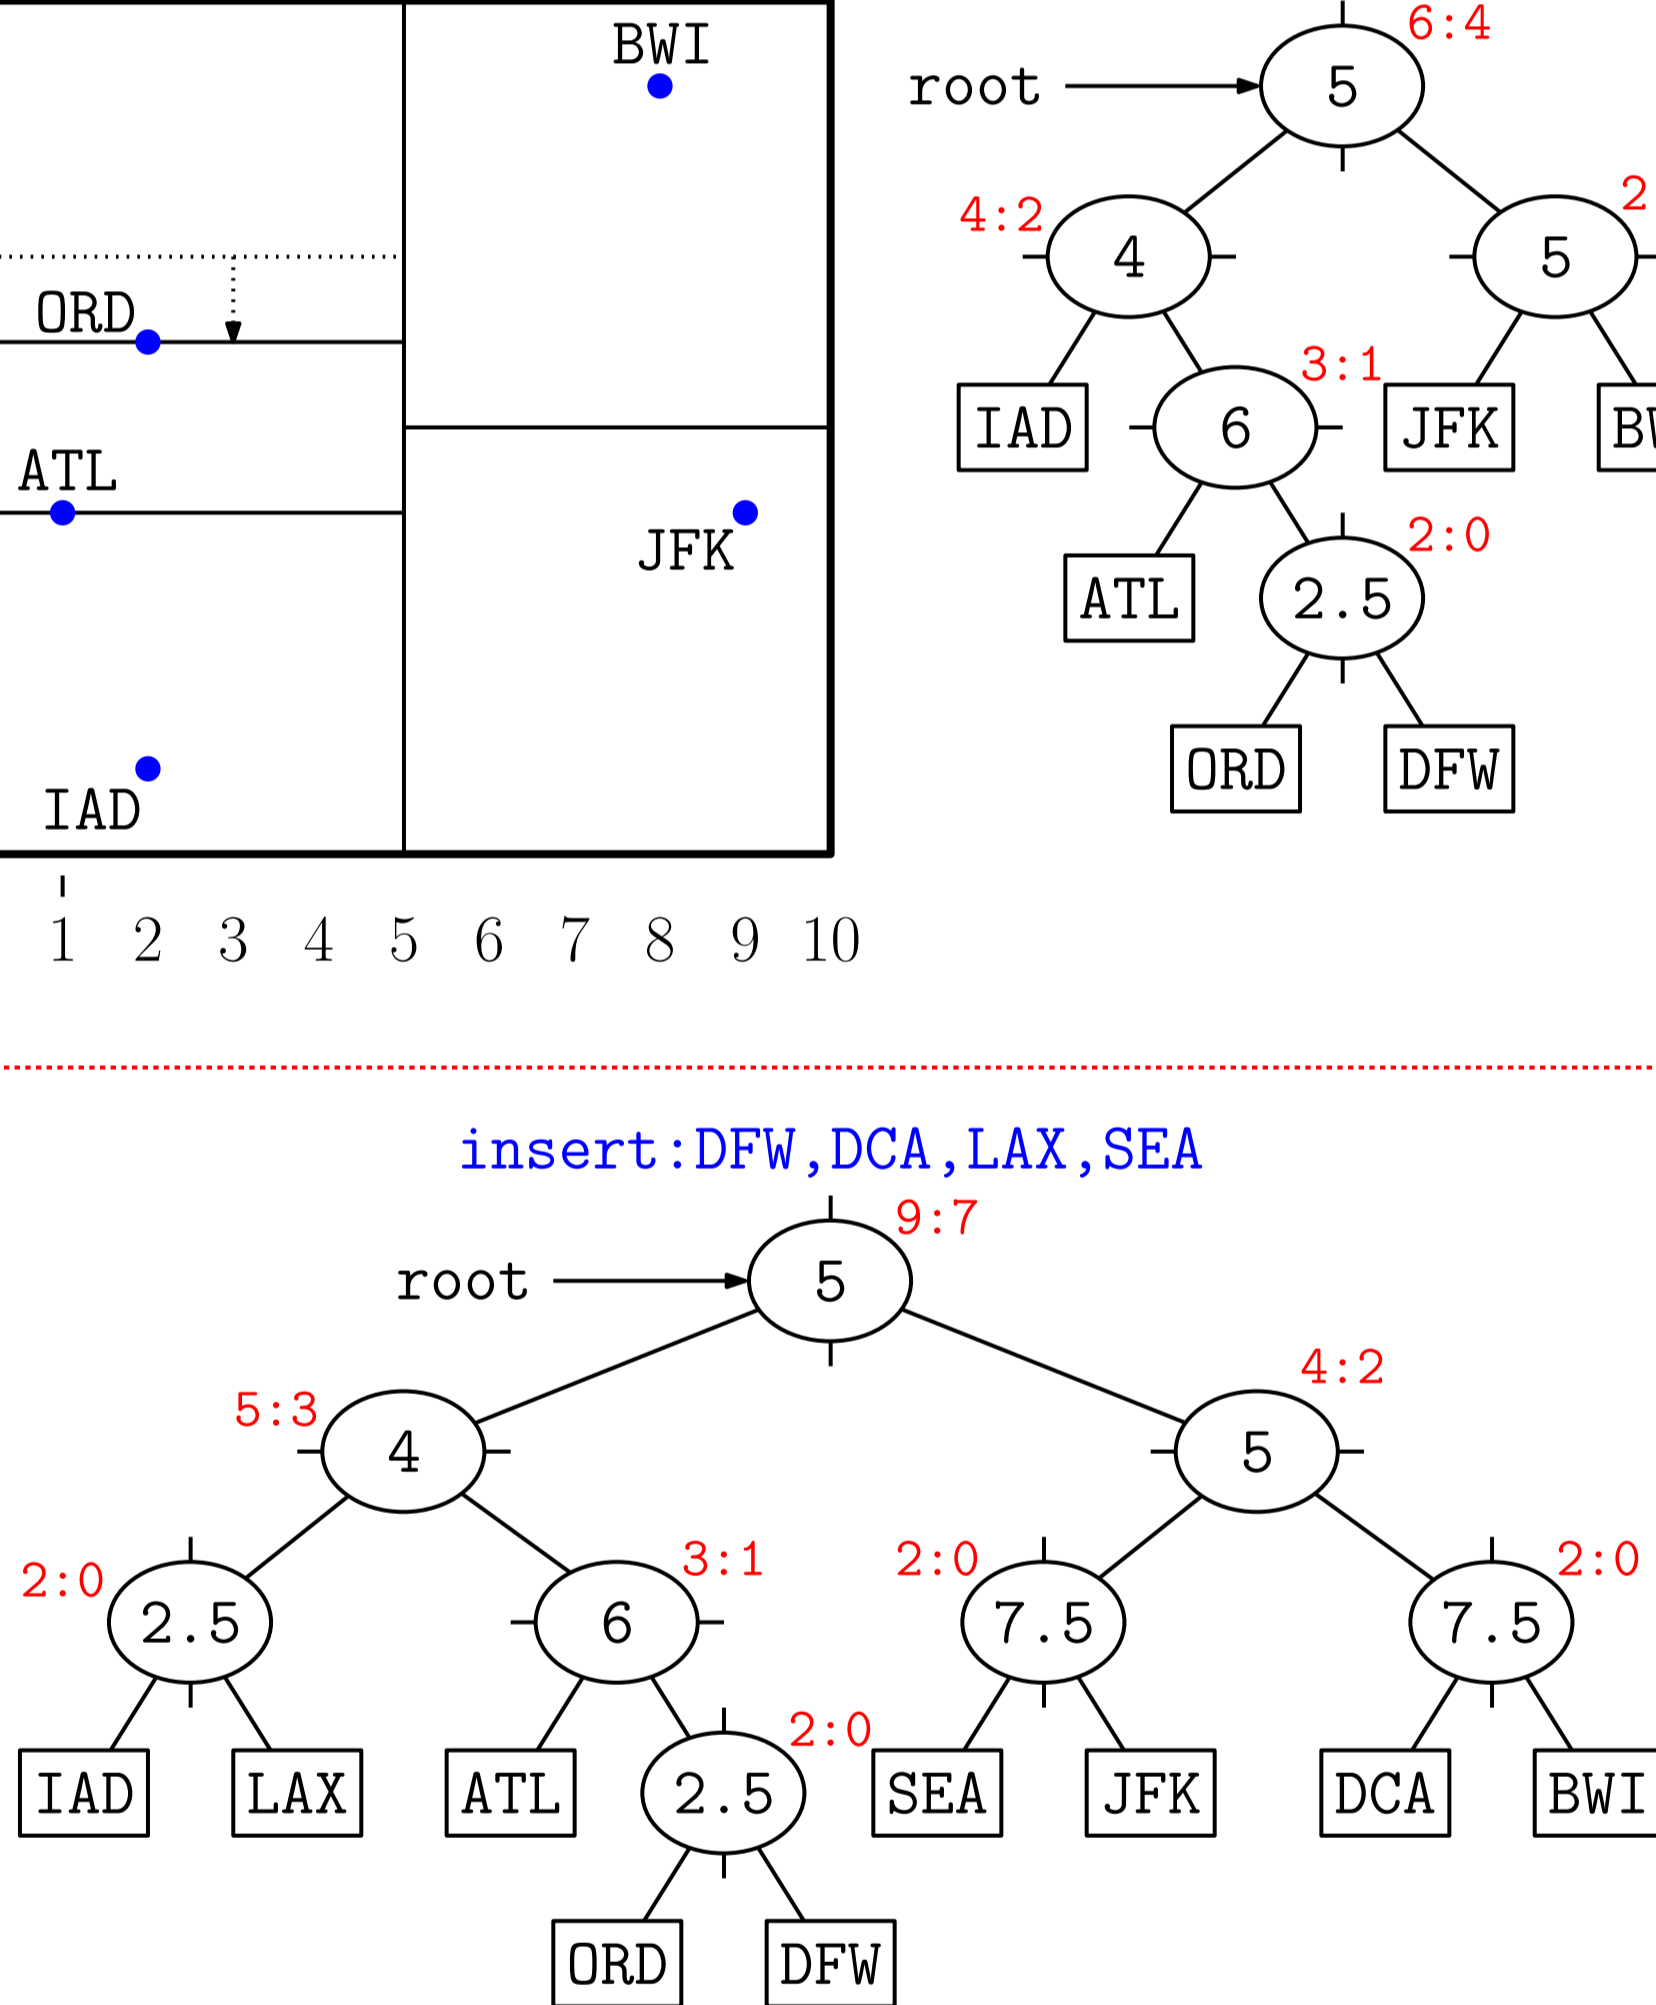 BWI
ORD
ATL
JFK
IAD
1 2 3 4 5 6 7 8 9 10
6:4
root 5
4:2 2
4 5
3:1
IAD 6 JFK
2:0
ATL 2.5
ORD DFW
insert:DFW,DCA,LAX,SEA
9:7
root 5
4:2
5:3
4 5
2:0 3:1 2:0 2:0
2.5 6 7.5 7.5
2:0
IAD LAX ATL 2.5 SEA JFK DCA BWI
ORD DFW